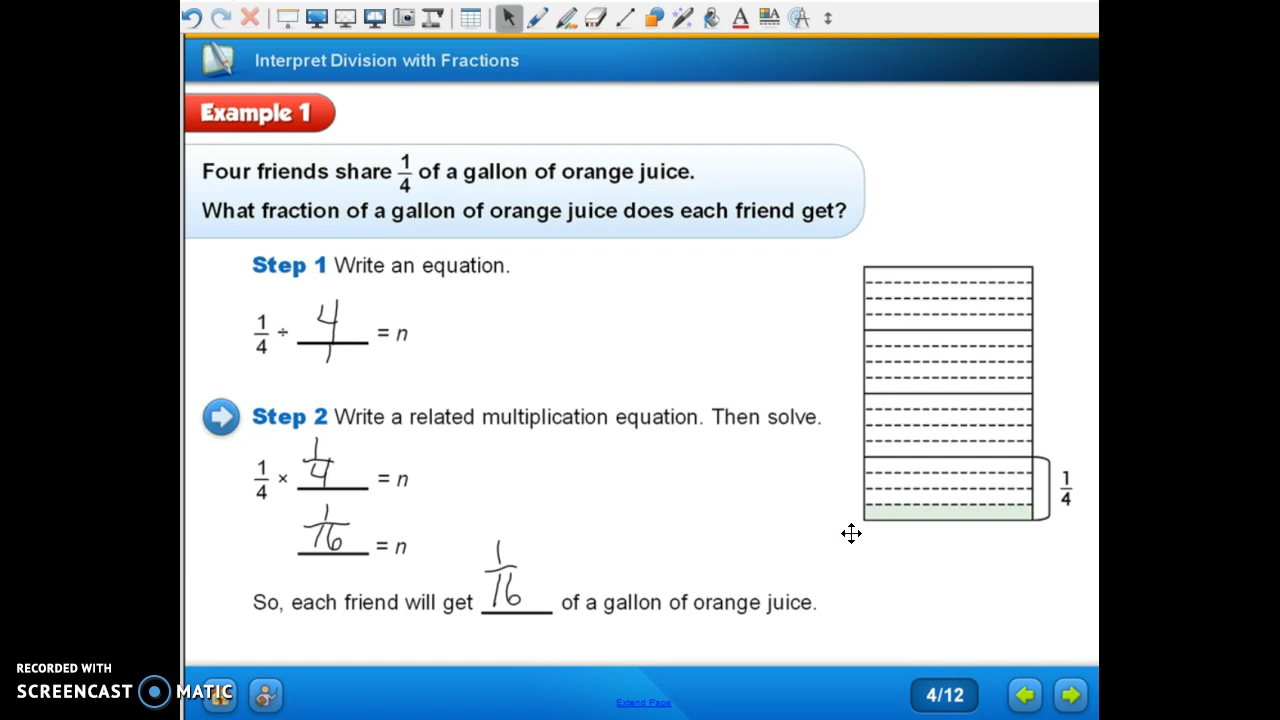 Interpret Division with Fractions
Example 1
Four friends share 1/4 of a gallon of orange juice.
What fraction of a gallon of orange juice does each friend get?
Step 1 Write an equation.
1/4 ÷ 4/1 = n
Step 2 Write a related multiplication equation. Then solve.
1/4 × 1/4 = n
1/16 = n
1/4
So, each friend will get 1/16 of a gallon of orange juice.
RECORDED WITH
SCREENCAST MATIC
Extend Page
4/12